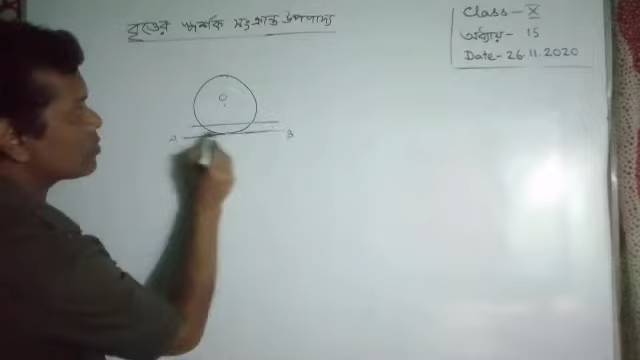 বৃত্তের স্পর্শক সংক্রান্ত উপপাদ্য
Class - X
অধ্যায় - 15
Date - 26.11.2020
O
A B